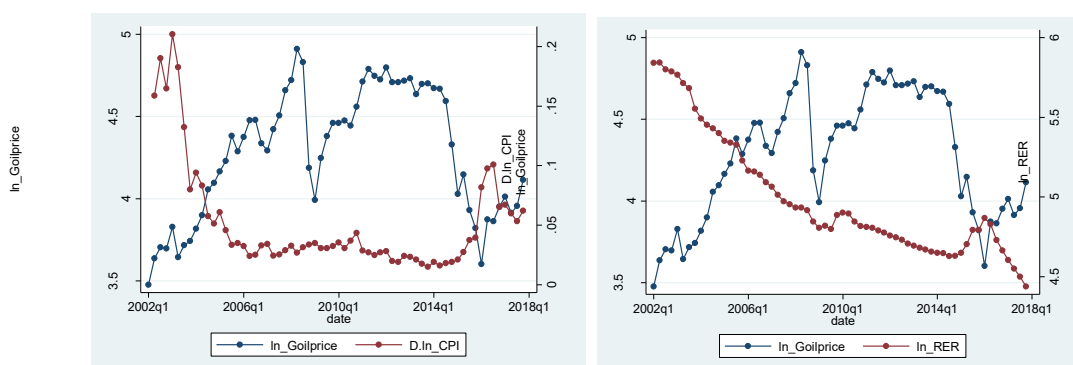 ln_Goilprice
5
4.5
4
3.5
.2
.15
.1
.05
0
D.ln_CPI
ln_Goilprice
2002q1 2006q1 2010q1 2014q1 2018q1
date
ln_Goilprice D.ln_CPI
5
4.5
4
3.5
6
5.5
5
4.5
ln_RER
2002q1 2006q1 2010q1 2014q1 2018q1
date
ln_Goilprice ln_RER